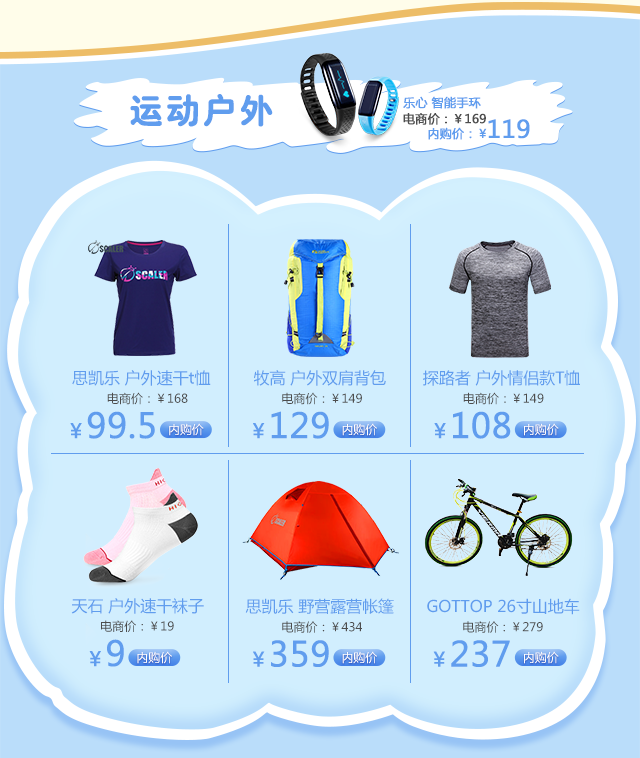 运动户外
乐心 智能手环
电商价：￥169
内购价：￥119
SCALER
SCALER
思凯乐 户外速干t恤
电商价：￥168
￥99.5 内购价
牧高 户外双肩背包
电商价：￥149
￥129 内购价
探路者 户外情侣款T恤
电商价：￥149
￥108 内购价
天石 户外速干袜子
电商价：￥19
￥9 内购价
思凯乐 野营露营帐篷
电商价：￥434
￥359 内购价
GOTTOP 26寸山地车
电商价：￥279
￥237 内购价